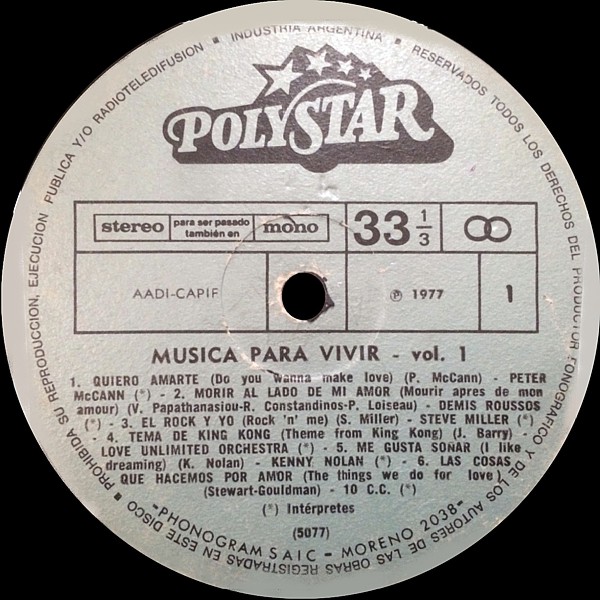 INDUSTRIA ARGENTINA ■ RESERVADOS TODOS LOS DERECHOS DEL PRODUCTOR FONOGRAFICO Y DE LOS AUTORES DE LAS OBRAS REGISTRADAS EN ESTE DISCO ■ PROHIBIDA SU REPRODUCCION, EJECUCION PUBLICA Y/O RADIOTELEDIFUSION ■
POLYSTAR
stereo
para ser pasado
también en
mono
33 1/3
AADI-CAPIF
℗ 1977
1
MUSICA PARA VIVIR - vol. 1
1. QUIERO AMARTE (Do you wanna make love) (P. McCann) - PETER
McCANN (*) - 2. MORIR AL LADO DE MI AMOR (Mourir apres de mon
amour) (V. Papathanasiou-R. Constandinos-P. Loiseau) - DEMIS ROUSSOS
(*) - 3. EL ROCK Y YO (Rock 'n' me) (S. Miller) - STEVE MILLER (*)
- 4. TEMA DE KING KONG (Theme from King Kong) (J. Barry) -
LOVE UNLIMITED ORCHESTRA (*) - 5. ME GUSTA SOÑAR (I like
dreaming) (K. Nolan) - KENNY NOLAN (*) - 6. LAS COSAS
QUE HACEMOS POR AMOR (The things we do for love)
(Stewart-Gouldman) - 10 C.C. (*)
(*) Intérpretes
(5077)
-PHONOGRAM S A I C - MORENO 2038-